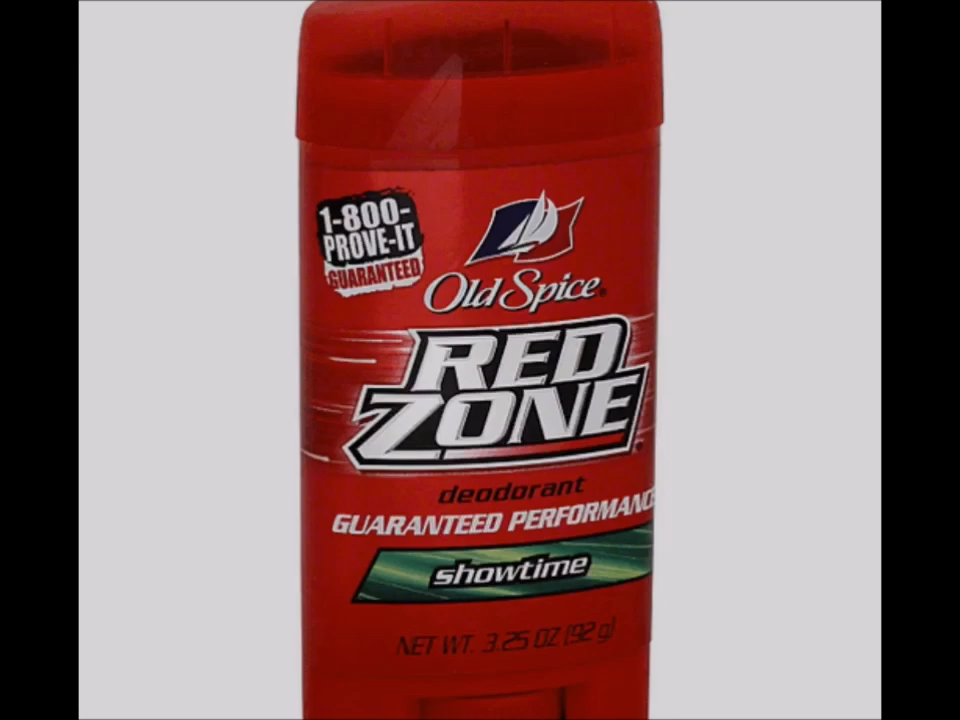 1-800-
PROVE-IT
GUARANTEED
Old Spice®
RED
ZONE
deodorant
GUARANTEED PERFORMANC
showtime
NET WT. 3.25 OZ (92 g)